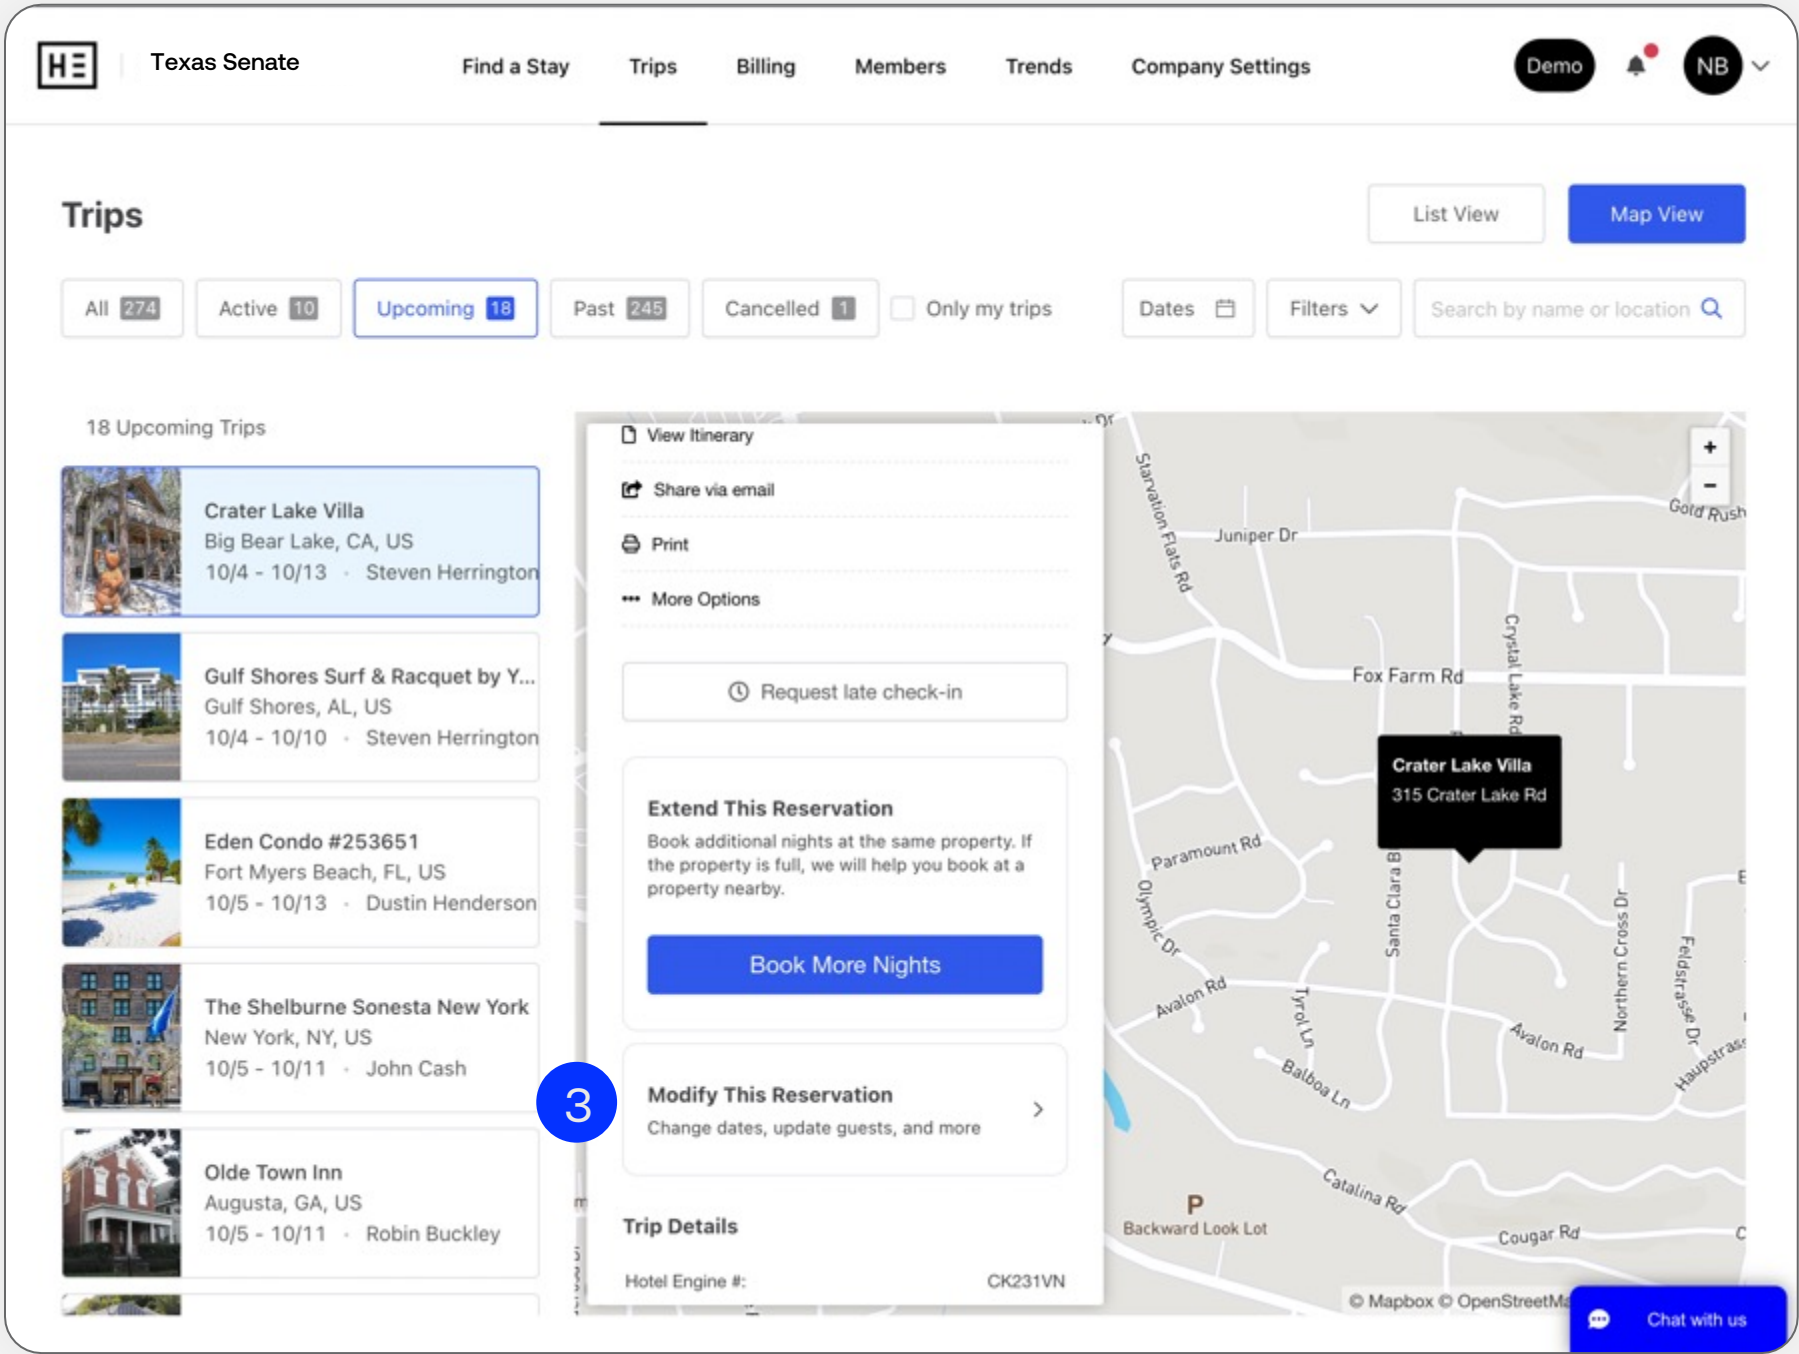 HE
Texas Senate
Find a Stay
Trips
Billing
Members
Trends
Company Settings
Demo
NB
Trips
List View
Map View
All 274
Active 10
Upcoming 18
Past 245
Cancelled 1
Only my trips
Dates
Filters
Search by name or location
18 Upcoming Trips
Crater Lake Villa
Big Bear Lake, CA, US
10/4 - 10/13 · Steven Herrington
Gulf Shores Surf & Racquet by Y...
Gulf Shores, AL, US
10/4 - 10/10 · Steven Herrington
Eden Condo #253651
Fort Myers Beach, FL, US
10/5 - 10/13 · Dustin Henderson
The Shelburne Sonesta New York
New York, NY, US
10/5 - 10/11 · John Cash
Olde Town Inn
Augusta, GA, US
10/5 - 10/11 · Robin Buckley
View Itinerary
Share via email
Print
More Options
Request late check-in
Extend This Reservation
Book additional nights at the same property. If
the property is full, we will help you book at a
property nearby.
Book More Nights
3
Modify This Reservation
Change dates, update guests, and more
Trip Details
Hotel Engine #:
CK231VN
Dr
+
-
Starvation Flats Rd
Juniper Dr
Gold Rush
Crystal Lake Rd
Fox Farm Rd
Crater Lake Villa
315 Crater Lake Rd
Paramount Rd
Olympic Dr
Santa Clara B
Avalon Rd
Tyrol Ln
Balboa Ln
Avalon Rd
Northern Cross Dr
Feldstrasse Dr
Haupstrass
Catalina Rd
P
Backward Look Lot
Cougar Rd
C
© Mapbox © OpenStreetMa
Chat with us